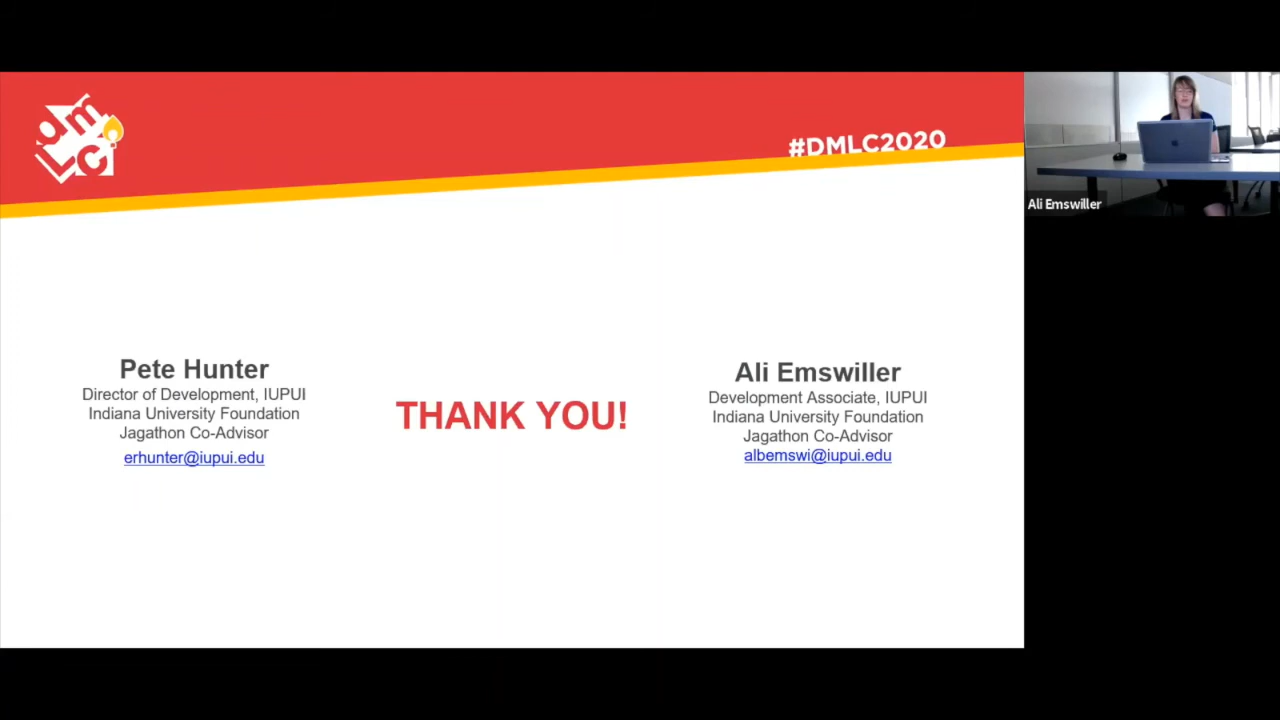 DMLC
#DMLC2020
Ali Emswiller
Pete Hunter
Director of Development, IUPUI
Indiana University Foundation
Jagathon Co-Advisor
erhunter@iupui.edu
THANK YOU!
Ali Emswiller
Development Associate, IUPUI
Indiana University Foundation
Jagathon Co-Advisor
albemswi@iupui.edu